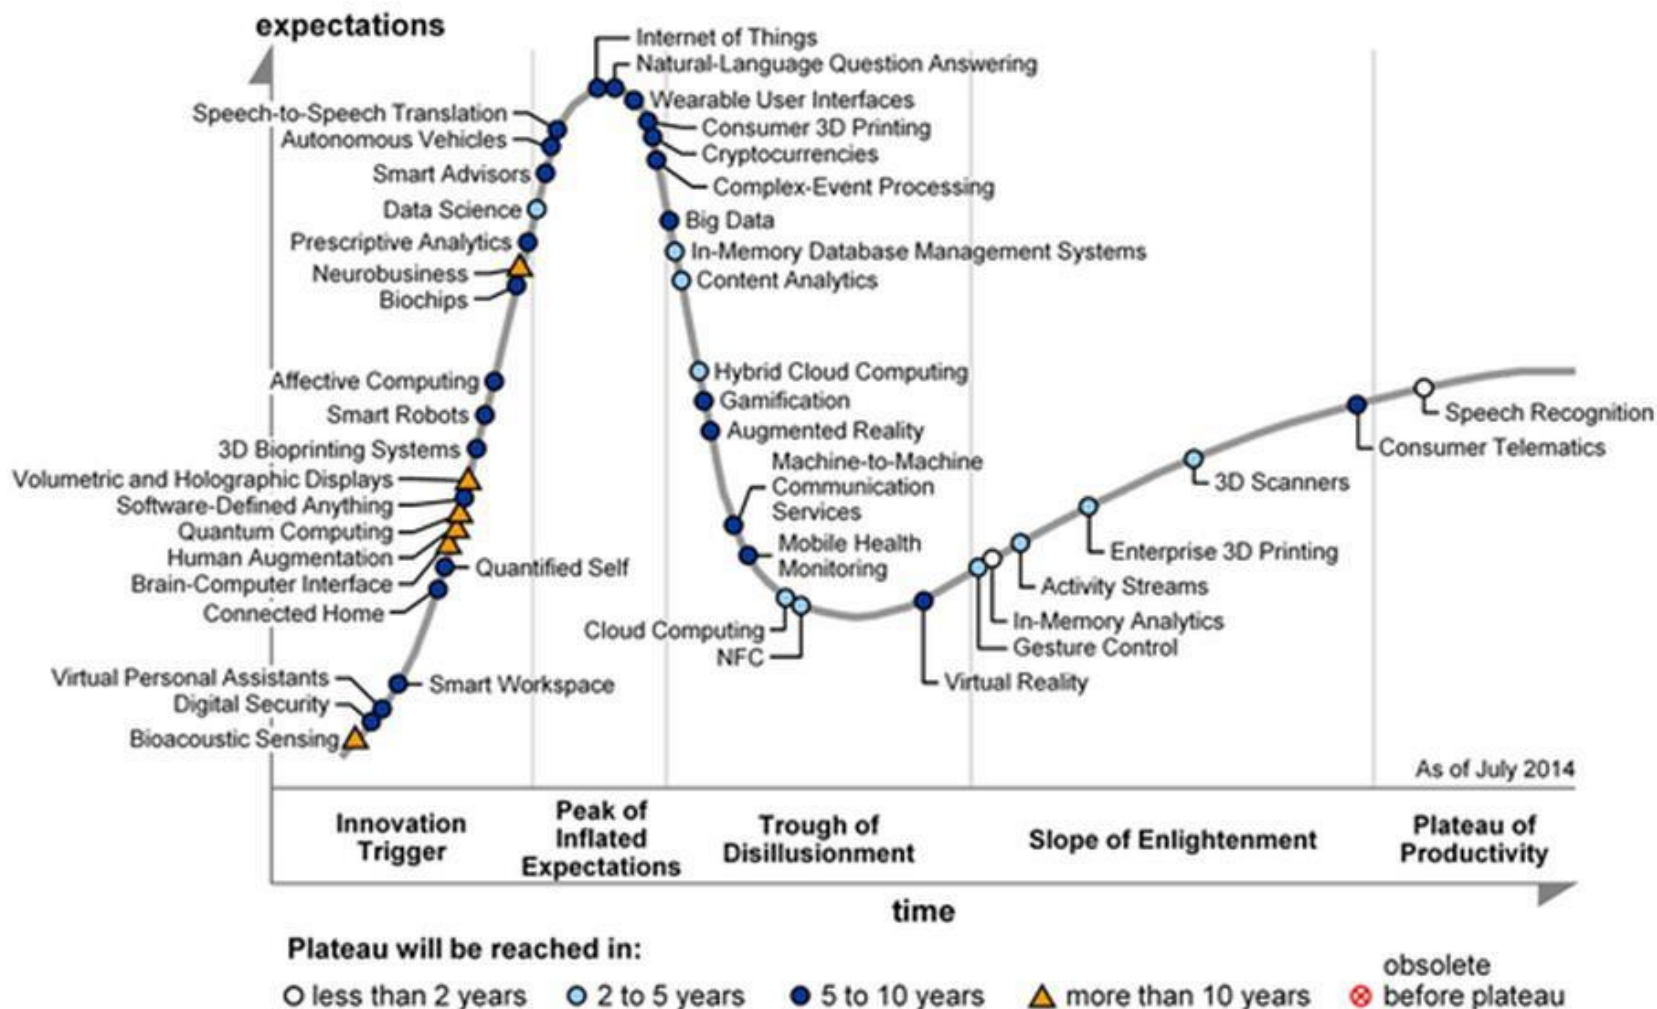 expectations
Internet of Things
Natural-Language Question Answering
Wearable User Interfaces
Consumer 3D Printing
Cryptocurrencies
Complex-Event Processing
Speech-to-Speech Translation
Autonomous Vehicles
Smart Advisors
Data Science
Prescriptive Analytics
Neurobusiness
Biochips
Big Data
In-Memory Database Management Systems
Content Analytics
Affective Computing
Smart Robots
3D Bioprinting Systems
Volumetric and Holographic Displays
Software-Defined Anything
Quantum Computing
Human Augmentation
Brain-Computer Interface
Connected Home
Quantified Self
Hybrid Cloud Computing
Gamification
Augmented Reality
Machine-to-Machine
Communication
Services
Mobile Health
Monitoring
Cloud Computing
NFC
Virtual Personal Assistants
Digital Security
Bioacoustic Sensing
Smart Workspace
Speech Recognition
Consumer Telematics
3D Scanners
Enterprise 3D Printing
Activity Streams
In-Memory Analytics
Gesture Control
Virtual Reality
As of July 2014
Innovation
Trigger
Peak of
Inflated
Expectations
Trough of
Disillusionment
Slope of Enlightenment
Plateau of
Productivity
time
Plateau will be reached in:
less than 2 years
2 to 5 years
5 to 10 years
more than 10 years
obsolete
before plateau